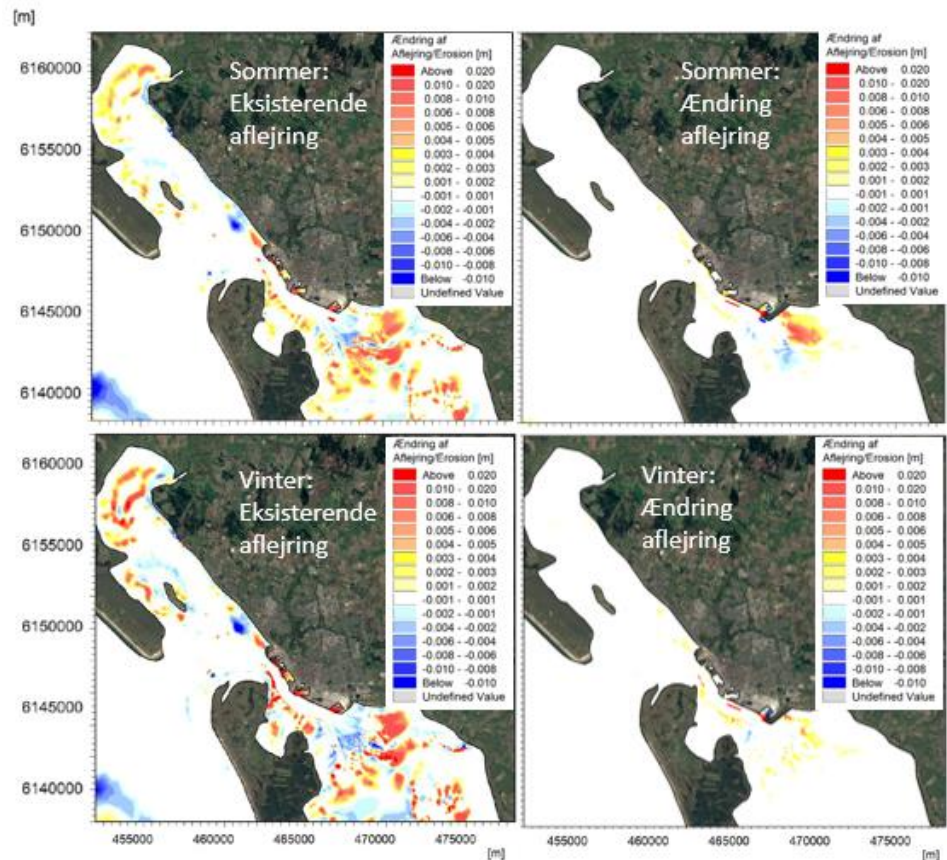 [m]
Ændring af
Aflejring/Erosion [m]
Above 0.020
0.010 - 0.020
0.008 - 0.010
0.006 - 0.008
0.005 - 0.006
0.004 - 0.005
0.003 - 0.004
0.002 - 0.003
0.001 - 0.002
-0.001 - 0.001
-0.002 - -0.001
-0.004 - -0.002
-0.006 - -0.004
-0.008 - -0.006
-0.010 - -0.008
Below -0.010
Undefined Value
Sommer:
Eksisterende
aflejring
6160000
6155000
6150000
6145000
6140000
Ændring af
Aflejring/Erosion [m]
Above 0.020
0.010 - 0.020
0.008 - 0.010
0.006 - 0.008
0.005 - 0.006
0.004 - 0.005
0.003 - 0.004
0.002 - 0.003
0.001 - 0.002
-0.001 - 0.001
-0.002 - -0.001
-0.004 - -0.002
-0.006 - -0.004
-0.008 - -0.006
-0.010 - -0.008
Below -0.010
Undefined Value
Sommer:
Ændring
aflejring
Ændring af
Aflejring/Erosion [m]
Above 0.020
0.010 - 0.020
0.008 - 0.010
0.006 - 0.008
0.005 - 0.006
0.004 - 0.005
0.003 - 0.004
0.002 - 0.003
0.001 - 0.002
-0.001 - 0.001
-0.002 - -0.001
-0.004 - -0.002
-0.006 - -0.004
-0.008 - -0.006
-0.010 - -0.008
Below -0.010
Undefined Value
Vinter:
Eksisterende
aflejring
6160000
6155000
6150000
6145000
6140000
455000 460000 465000 470000 475000
[m]
Ændring af
Aflejring/Erosion [m]
Above 0.020
0.010 - 0.020
0.008 - 0.010
0.006 - 0.008
0.005 - 0.006
0.004 - 0.005
0.003 - 0.004
0.002 - 0.003
0.001 - 0.002
-0.001 - 0.001
-0.002 - -0.001
-0.004 - -0.002
-0.006 - -0.004
-0.008 - -0.006
-0.010 - -0.008
Below -0.010
Undefined Value
Vinter:
Ændring
aflejring
455000 460000 465000 470000 475000
[m]